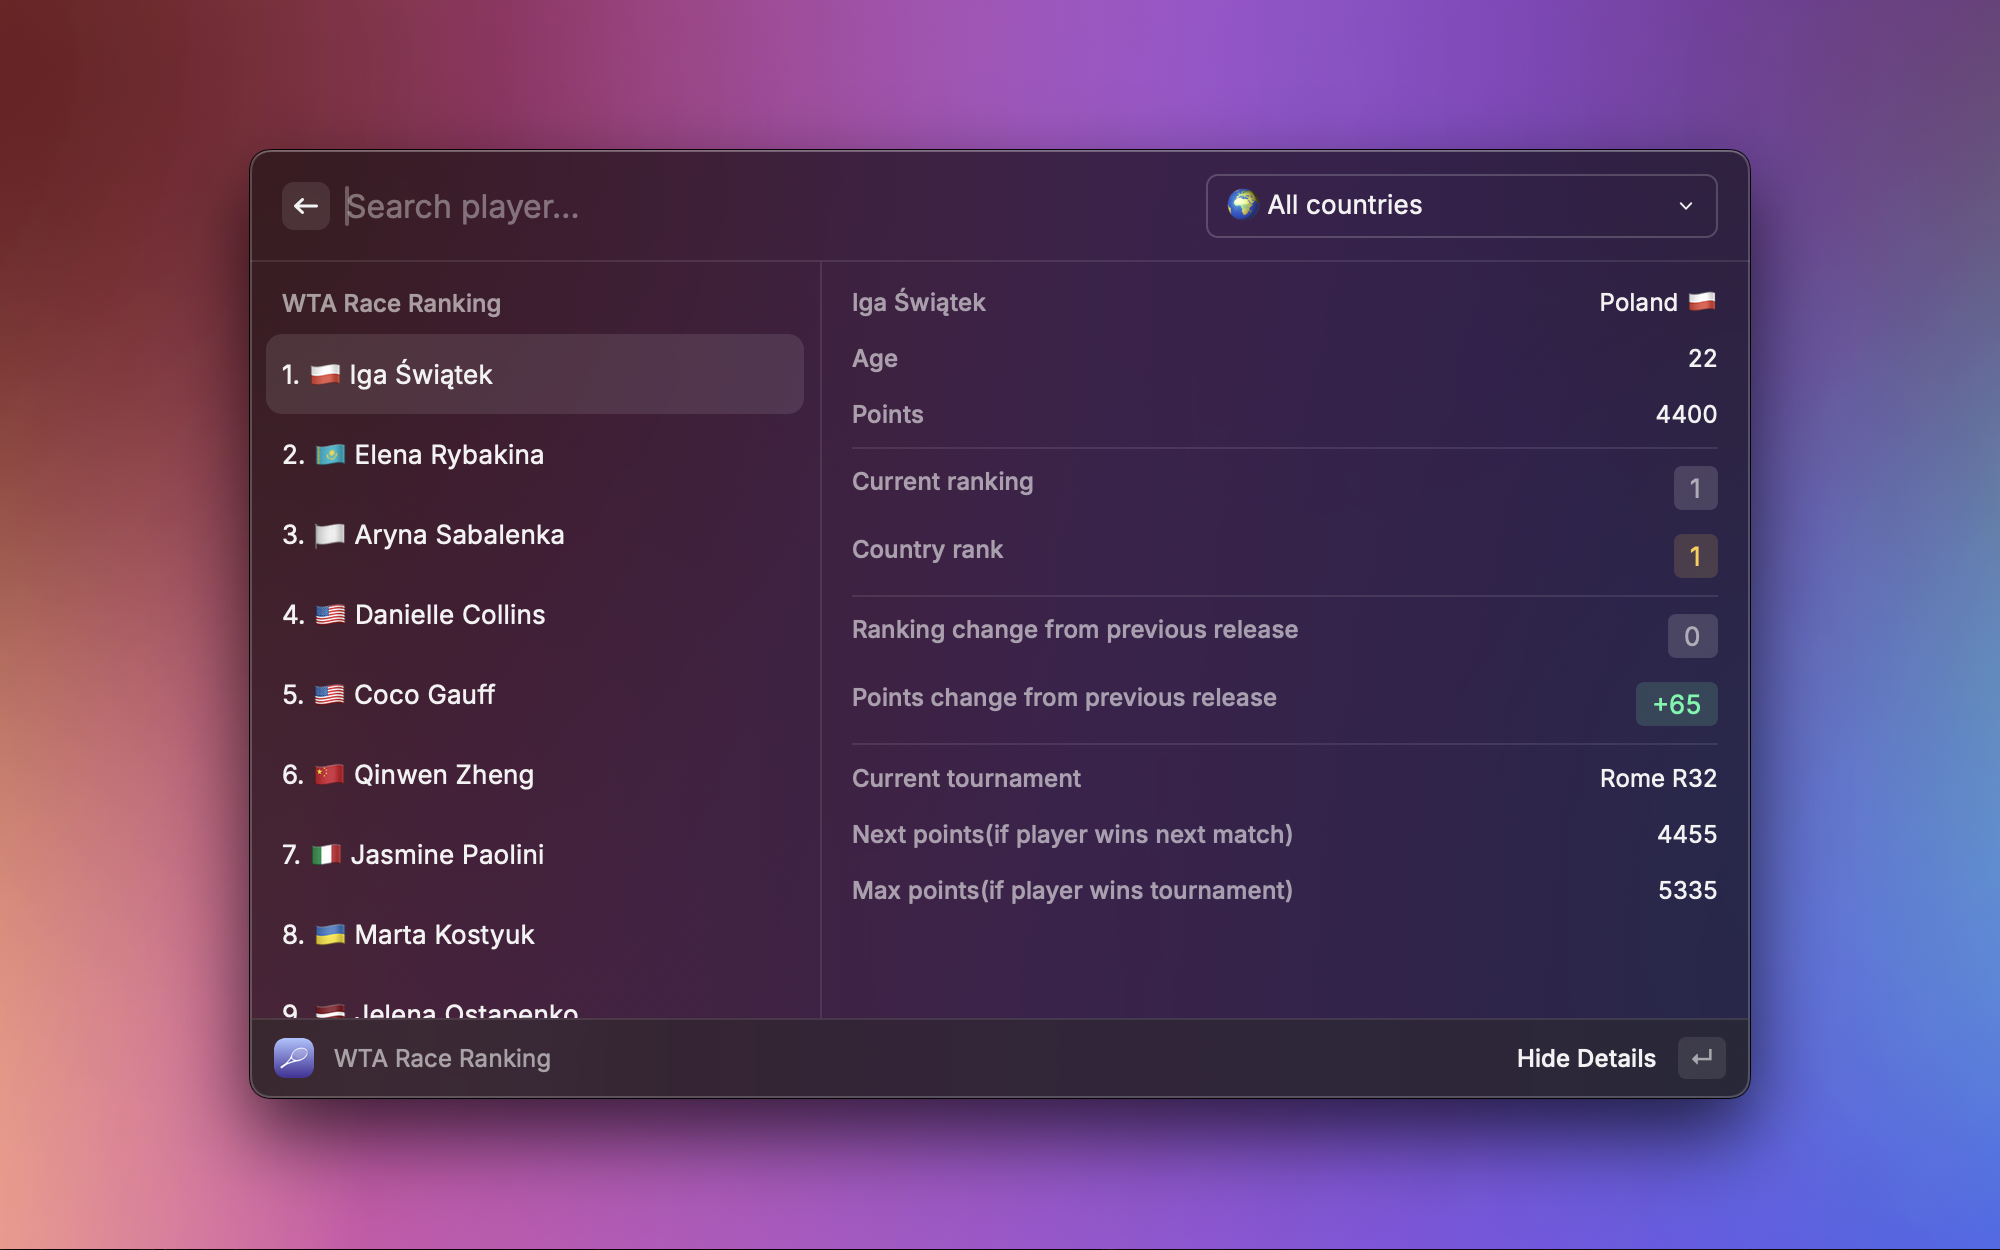 Search player...
All countries
WTA Race Ranking
1. Iga Świątek
2. Elena Rybakina
3. Aryna Sabalenka
4. Danielle Collins
5. Coco Gauff
6. Qinwen Zheng
7. Jasmine Paolini
8. Marta Kostyuk
9. Jelena Ostapenko
Iga Świątek Poland
Age 22
Points 4400
Current ranking 1
Country rank 1
Ranking change from previous release 0
Points change from previous release +65
Current tournament Rome R32
Next points(if player wins next match) 4455
Max points(if player wins tournament) 5335
WTA Race Ranking
Hide Details